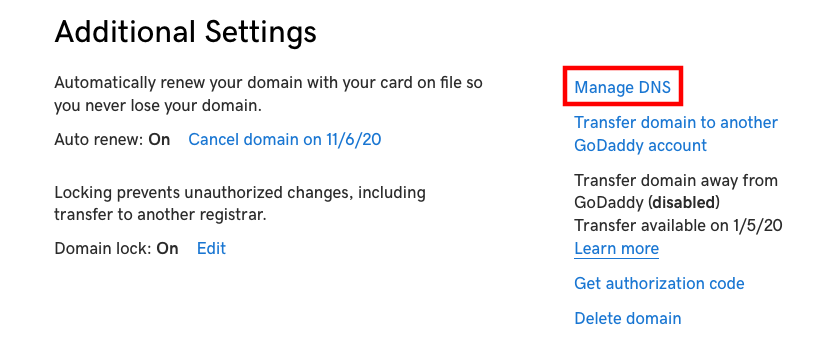 Additional Settings
Automatically renew your domain with your card on file so
you never lose your domain.
Auto renew: On Cancel domain on 11/6/20
Locking prevents unauthorized changes, including
transfer to another registrar.
Domain lock: On Edit
Manage DNS
Transfer domain to another
GoDaddy account
Transfer domain away from
GoDaddy (disabled)
Transfer available on 1/5/20
Learn more
Get authorization code
Delete domain